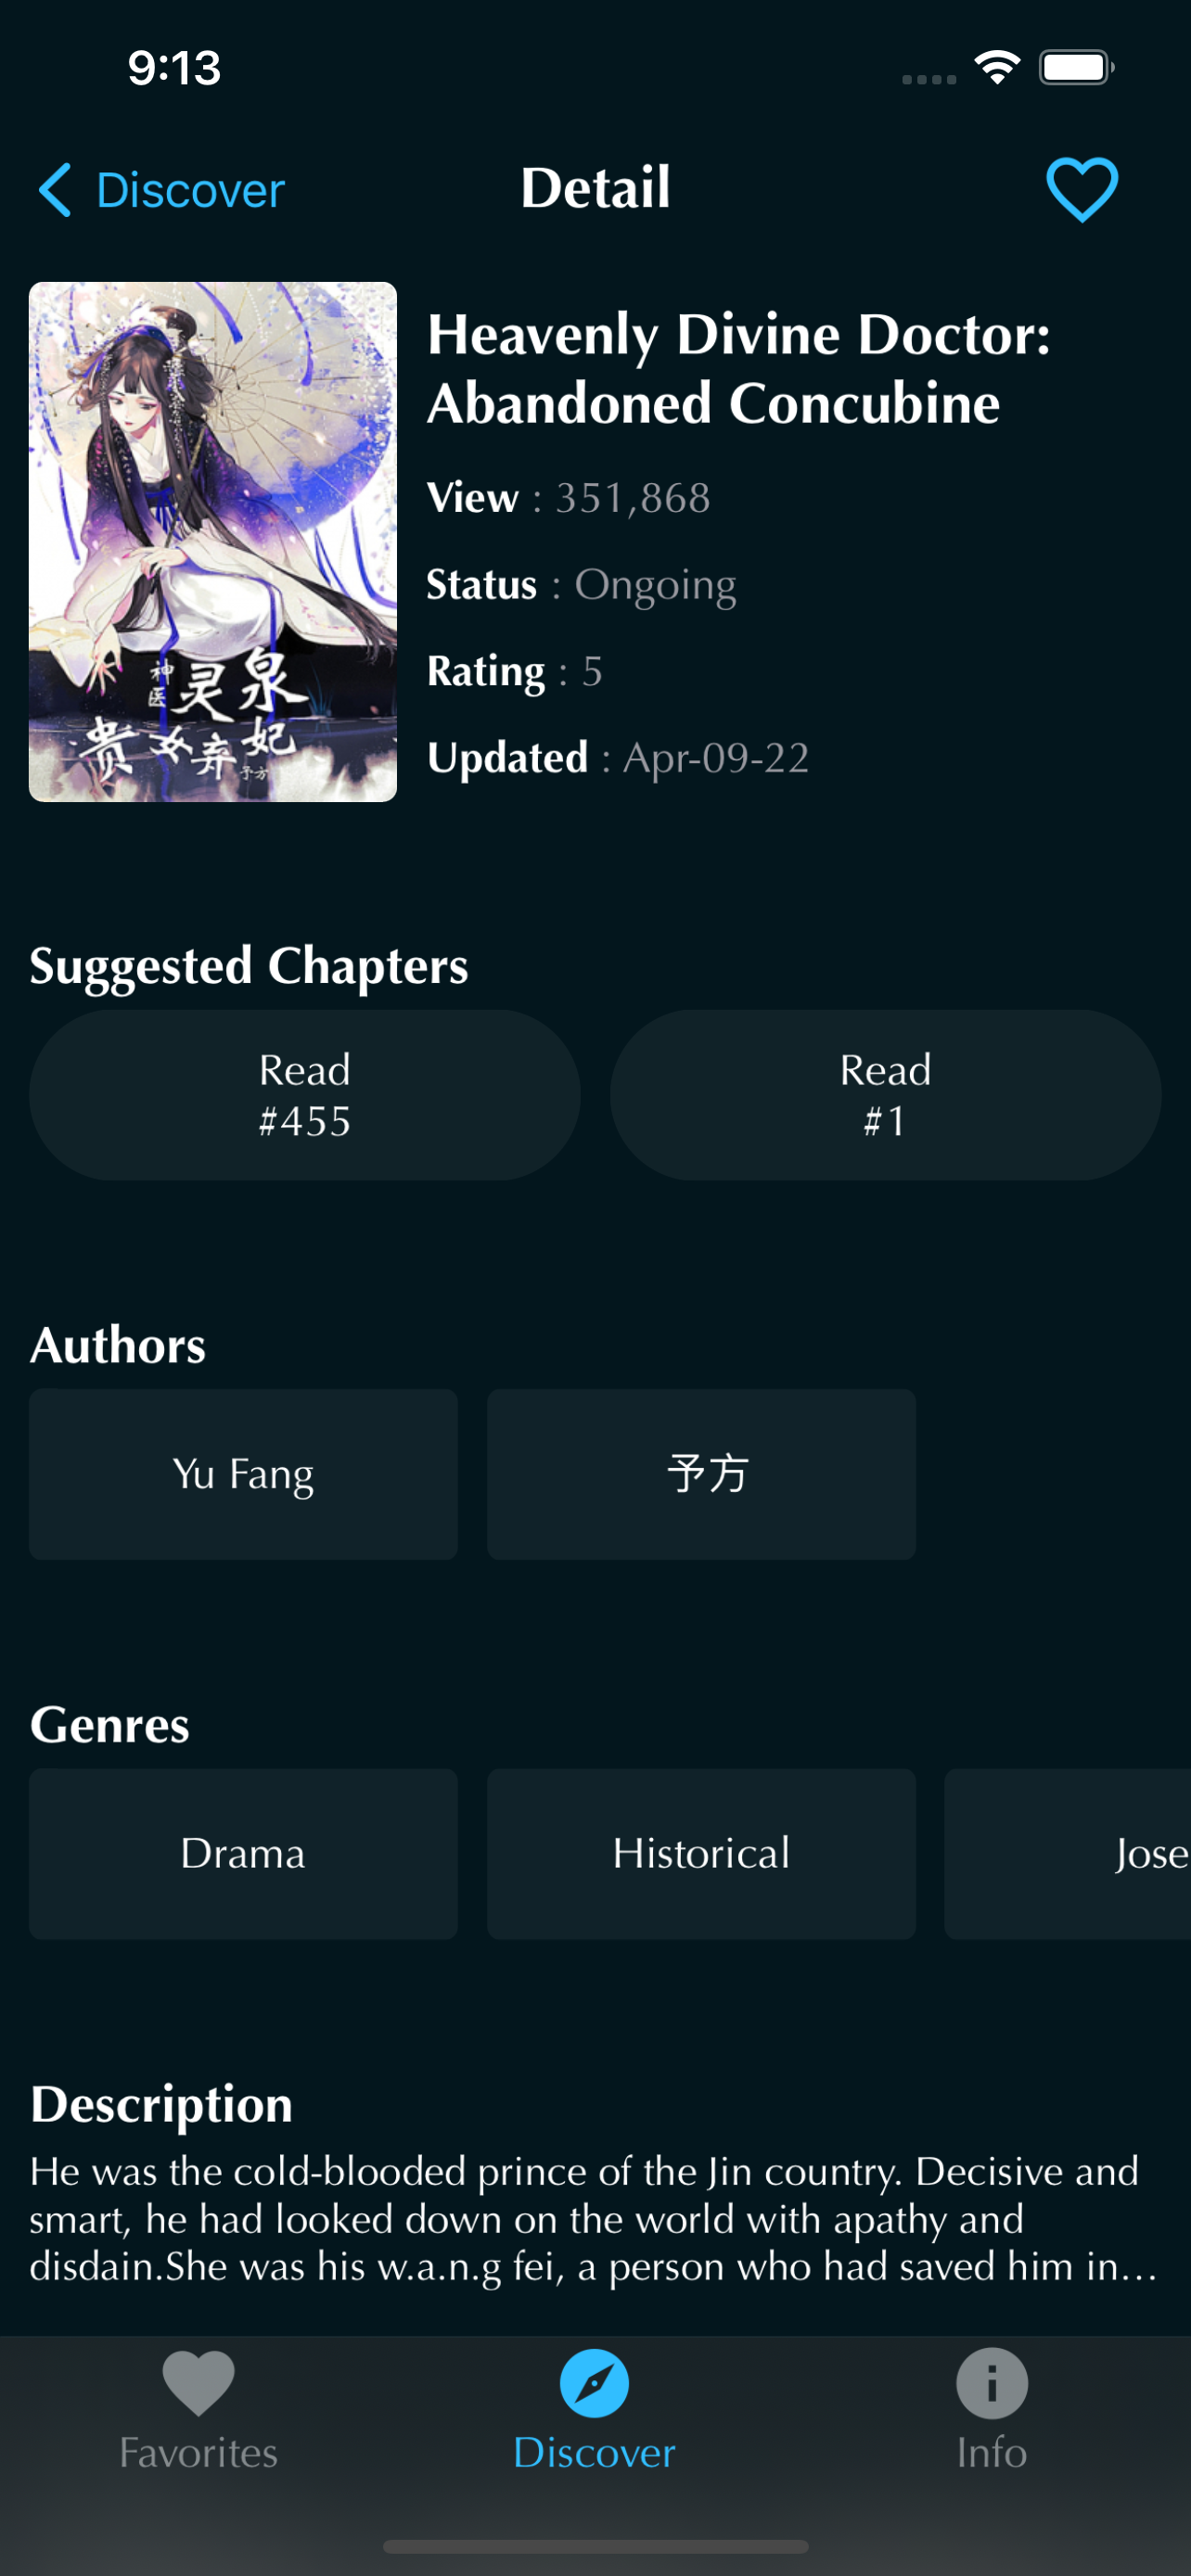 9:13
Discover
Detail
Heavenly Divine Doctor:
Abandoned Concubine
View : 351,868
Status : Ongoing
Rating : 5
Updated : Apr-09-22
神医灵泉
贵女弃妃
予方
Suggested Chapters
Read
#455
Read
#1
Authors
Yu Fang
予方
Genres
Drama
Historical
Jose
Description
He was the cold-blooded prince of the Jin country. Decisive and
smart, he had looked down on the world with apathy and
disdain.She was his w.a.n.g fei, a person who had saved him in...
Favorites
Discover
Info